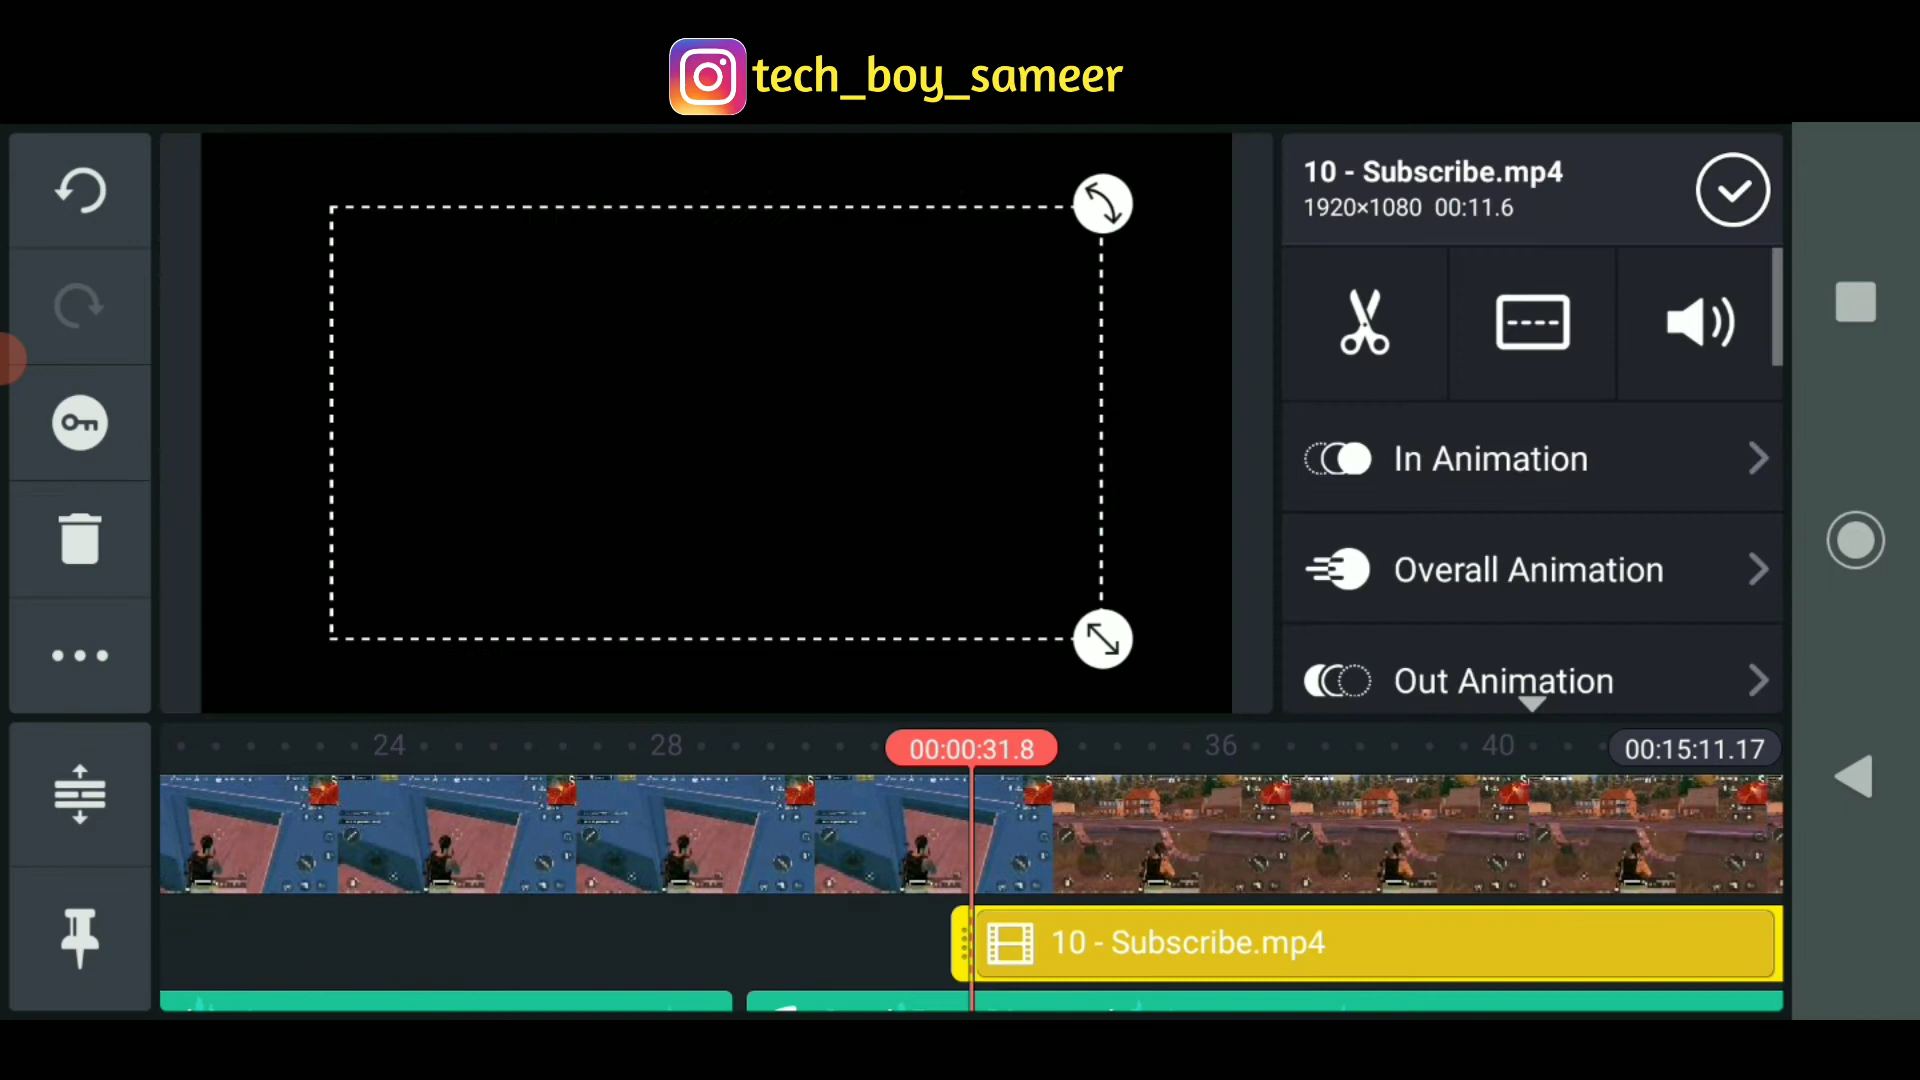 tech_boy_sameer
10 - Subscribe.mp4
1920×1080 00:11.6
In Animation
Overall Animation
Out Animation
24
28
00:00:31.8
36
40
00:15:11.17
10 - Subscribe.mp4